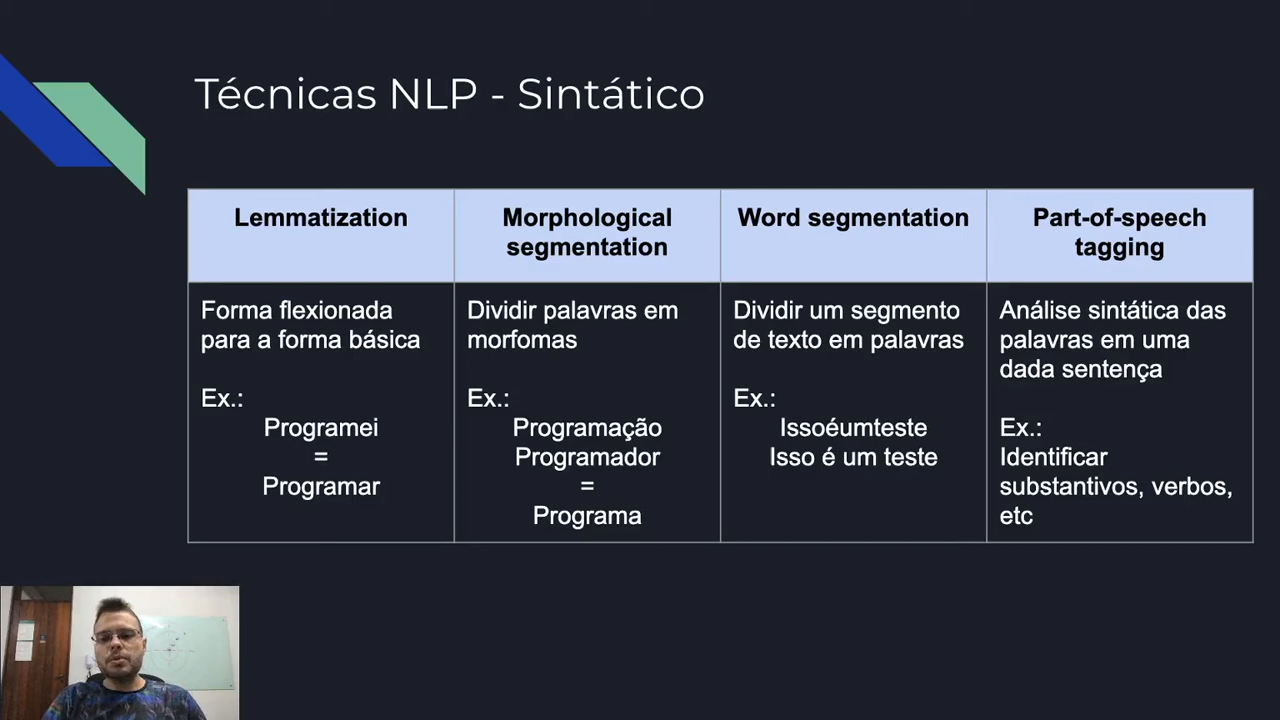 Técnicas NLP - Sintático
Lemmatization
Morphological
segmentation
Word segmentation
Part-of-speech
tagging
Forma flexionada
para a forma básica
Ex.:
Programei
=
Programar
Dividir palavras em
morfomas
Ex.:
Programação
Programador
=
Programa
Dividir um segmento
de texto em palavras
Ex.:
Issoéumteste
Isso é um teste
Análise sintática das
palavras em uma
dada sentença
Ex.:
Identificar
substantivos, verbos,
etc